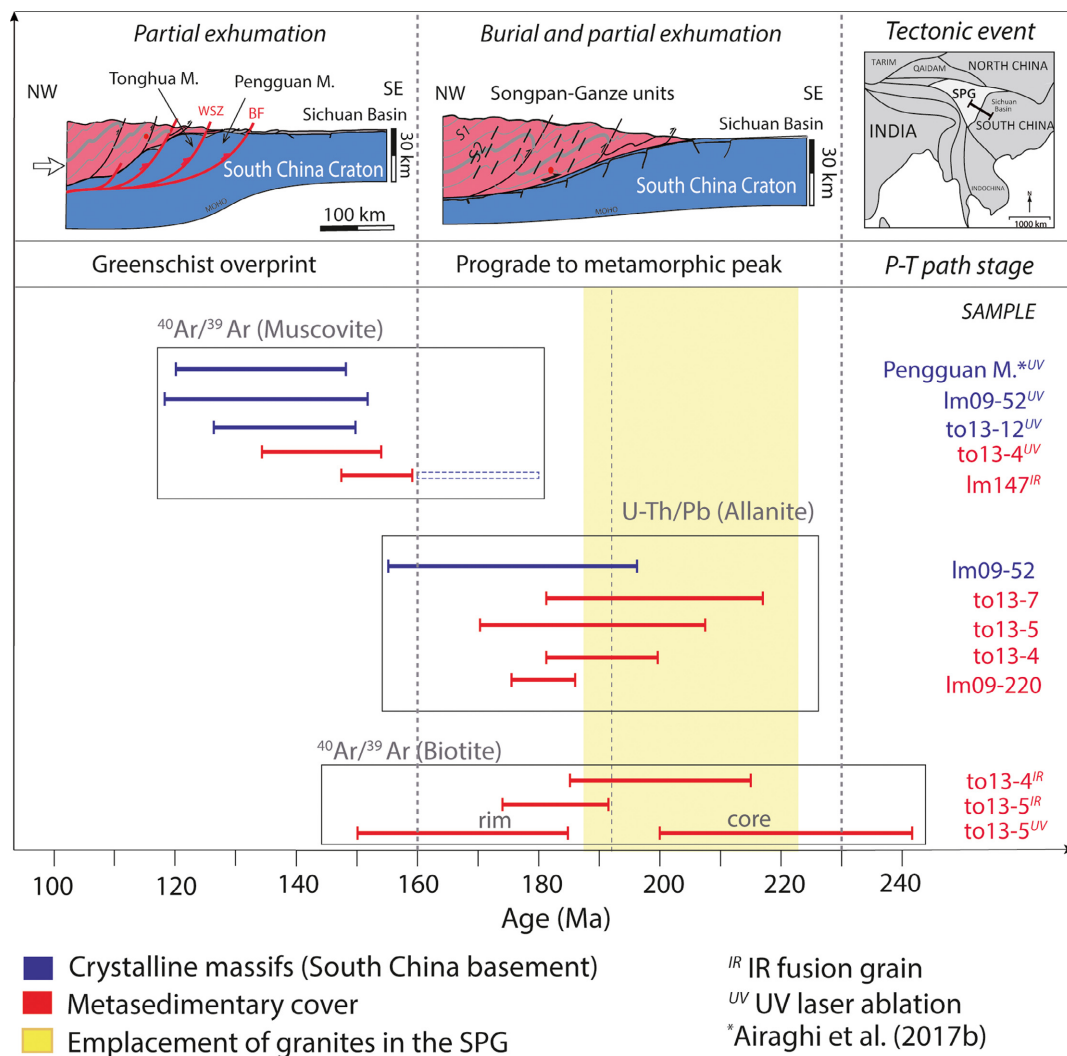 Partial exhumation
Burial and partial exhumation
Tectonic event
Tonghua M.
Pengguan M.
NW
SE
WSZ
BF
Sichuan Basin
South China Craton
MOHO
30 km
100 km
NW
Songpan-Ganze units
SE
Sichuan Basin
S1
S2
South China Craton
MOHO
30 km
TARIM
QAIDAM
NORTH CHINA
SPG
Sichuan
Basin
INDIA
SOUTH CHINA
INDOCHINA
N
1000 km
Greenschist overprint
Prograde to metamorphic peak
P-T path stage
SAMPLE
⁴⁰Ar/³⁹Ar (Muscovite)
Pengguan M.*ᵁⱽ
lm09-52ᵁⱽ
to13-12ᵁⱽ
to13-4ᵁⱽ
lm147ᴵᴿ
U-Th/Pb (Allanite)
lm09-52
to13-7
to13-5
to13-4
lm09-220
⁴⁰Ar/³⁹Ar (Biotite)
to13-4ᴵᴿ
to13-5ᴵᴿ
rim
core
to13-5ᵁⱽ
100 120 140 160 180 200 220 240
Age (Ma)
Crystalline massifs (South China basement)
Metasedimentary cover
Emplacement of granites in the SPG
ᴵᴿ IR fusion grain
ᵁⱽ UV laser ablation
*Airaghi et al. (2017b)